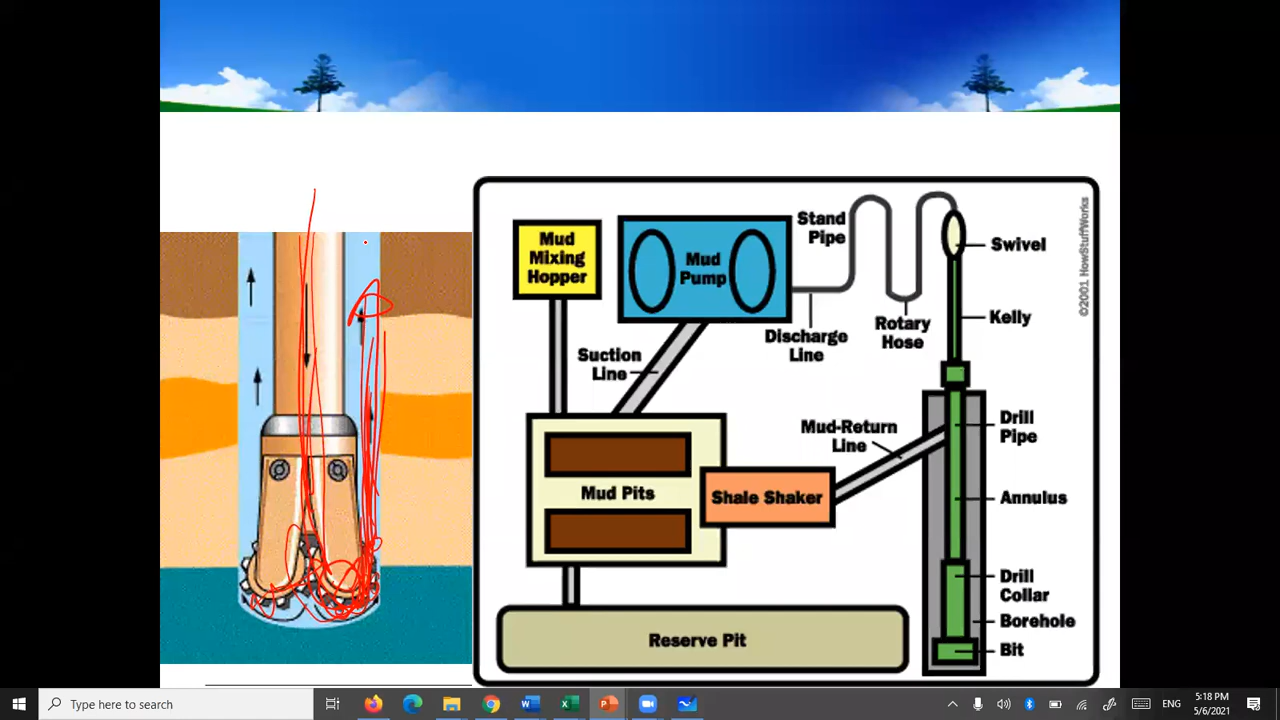 Mud
Mixing
Hopper
Mud
Pump
Stand
Pipe
Swivel
Kelly
Discharge
Line
Rotary
Hose
Suction
Line
Mud-Return
Line
Drill
Pipe
Mud Pits
Shale Shaker
Annulus
Drill
Collar
Borehole
Bit
Reserve Pit
©2001 HowStuffWorks
Type here to search
ENG
5:18 PM
5/6/2021